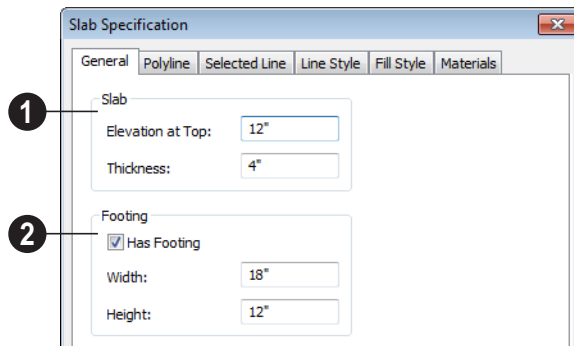 Slab Specification
General Polyline Selected Line Line Style Fill Style Materials
1
Slab
Elevation at Top: 12"
Thickness: 4"
2
Footing
Has Footing
Width: 18"
Height: 12"